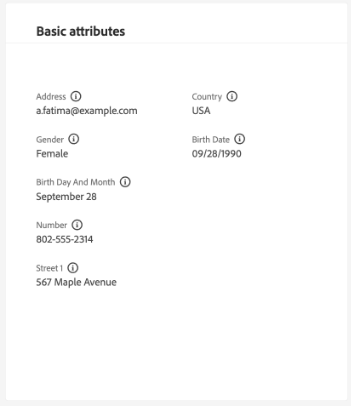 Basic attributes
Address
a.fatima@example.com
Country
USA
Gender
Female
Birth Date
09/28/1990
Birth Day And Month
September 28
Number
802-555-2314
Street 1
567 Maple Avenue